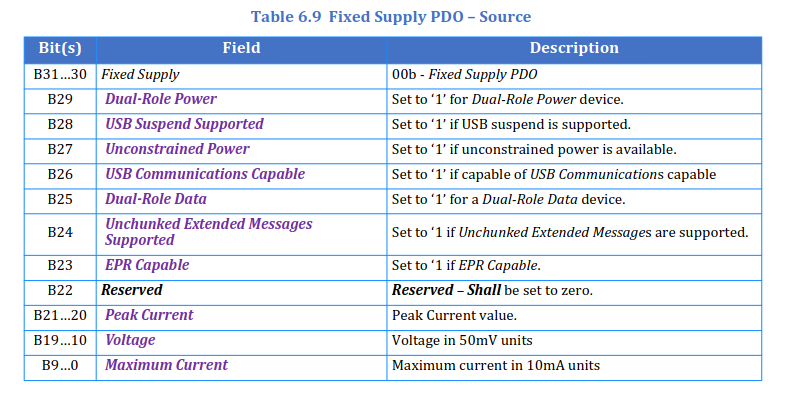 Table 6.9 Fixed Supply PDO – Source
Bit(s) Field Description
B31…30 Fixed Supply 00b - Fixed Supply PDO
B29 Dual-Role Power Set to ‘1’ for Dual-Role Power device.
B28 USB Suspend Supported Set to ‘1’ if USB suspend is supported.
B27 Unconstrained Power Set to ‘1’ if unconstrained power is available.
B26 USB Communications Capable Set to ‘1’ if capable of USB Communications capable
B25 Dual-Role Data Set to ‘1’ for a Dual-Role Data device.
B24 Unchunked Extended Messages
Supported Set to ‘1 if Unchunked Extended Messages are supported.
B23 EPR Capable Set to ‘1 if EPR Capable.
B22 Reserved Reserved – Shall be set to zero.
B21…20 Peak Current Peak Current value.
B19…10 Voltage Voltage in 50mV units
B9…0 Maximum Current Maximum current in 10mA units